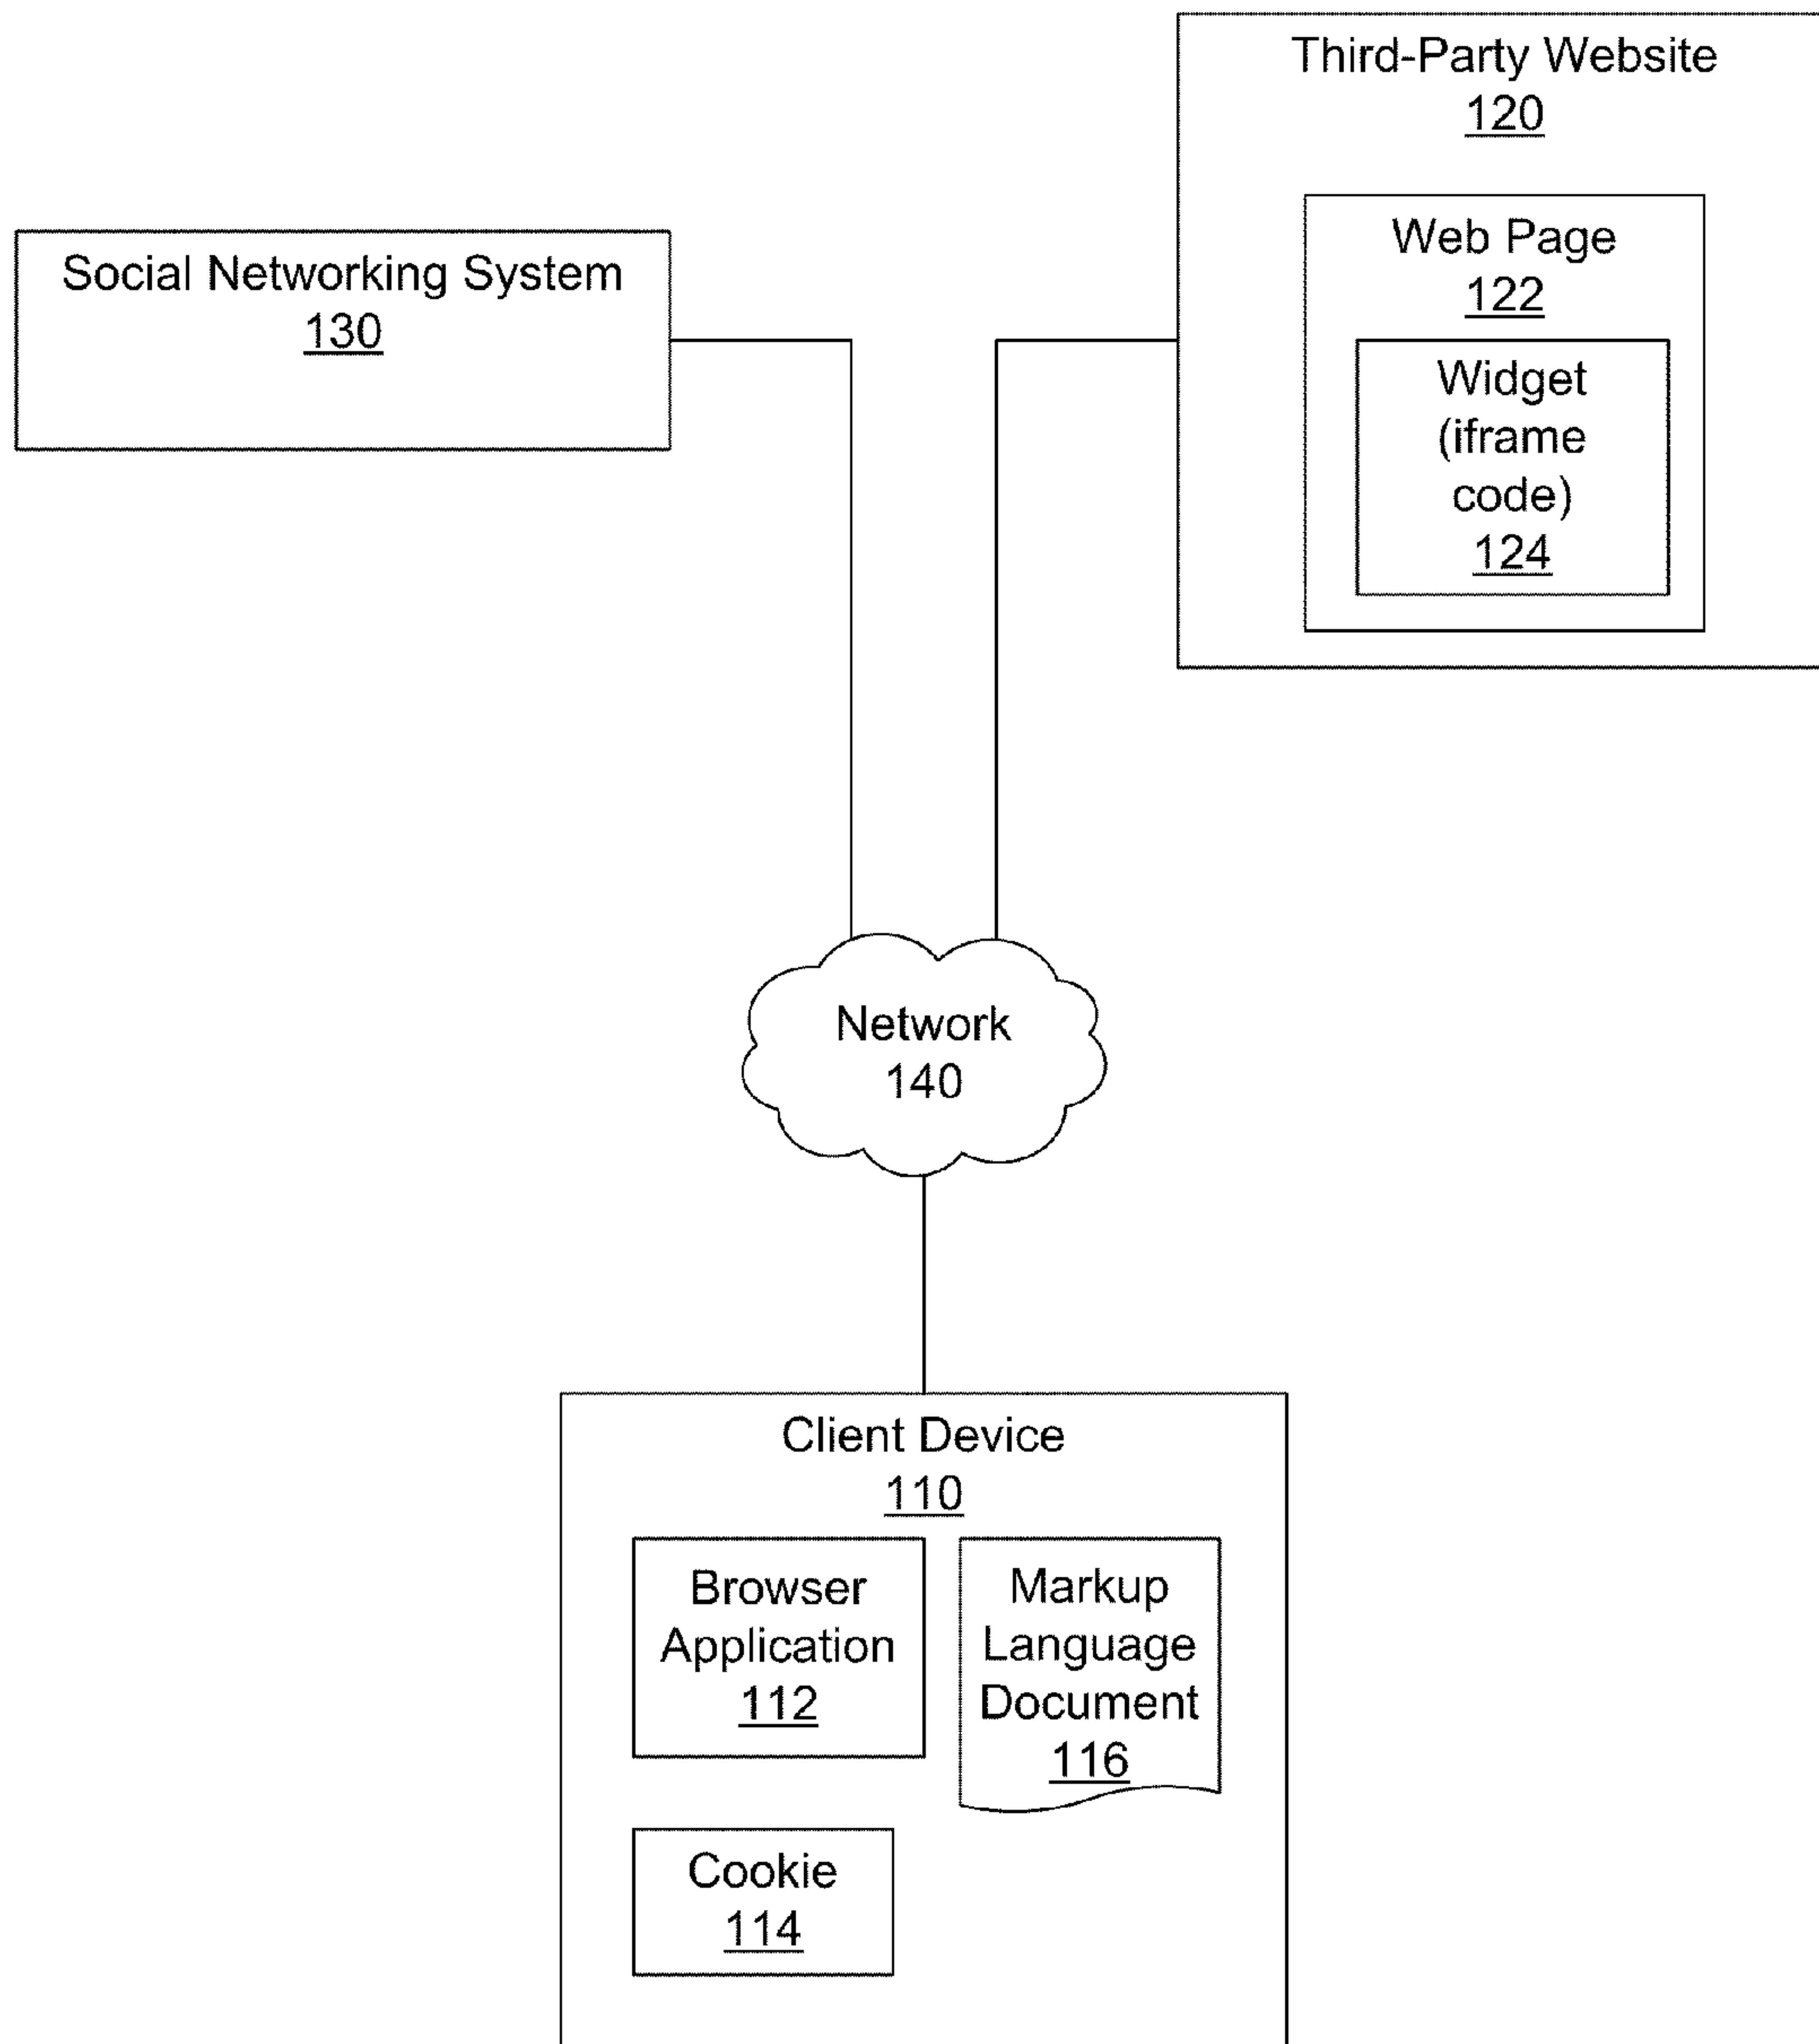 Third-Party Website
120
Web Page
122
Widget
(iframe
code)
124
Social Networking System
130
Network
140
Client Device
110
Browser
Application
112
Markup
Language
Document
116
Cookie
114